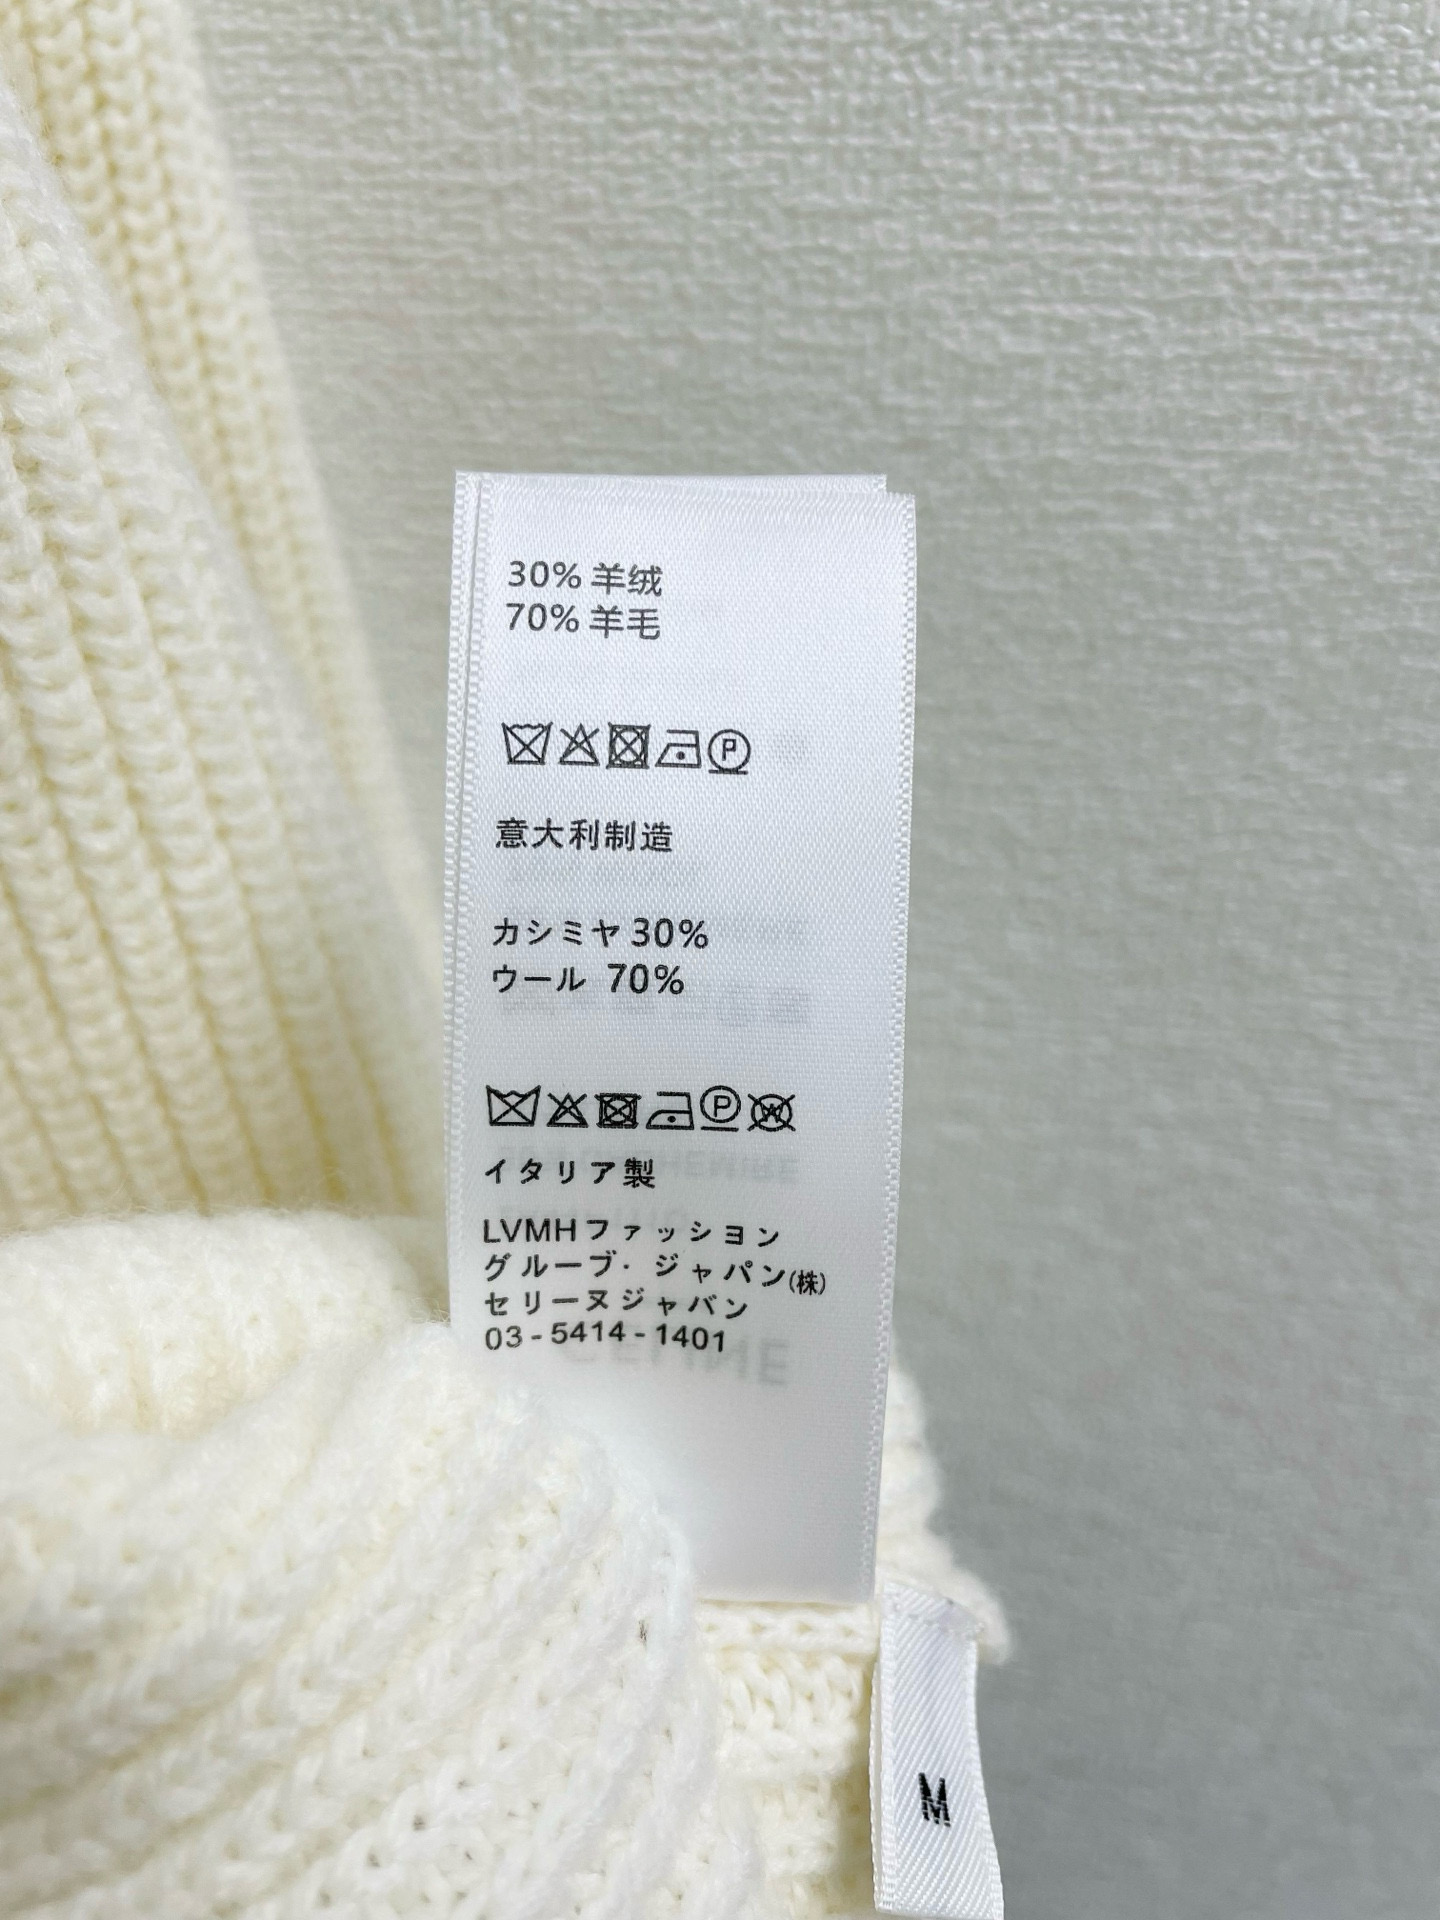 30% 羊绒
70% 羊毛
P
意大利制造
カシミヤ 30%
ウール 70%
P W
イタリア製
LVMHファッション
グループ・ジャパン(株)
セリーヌジャパン
03-5414-1401
M